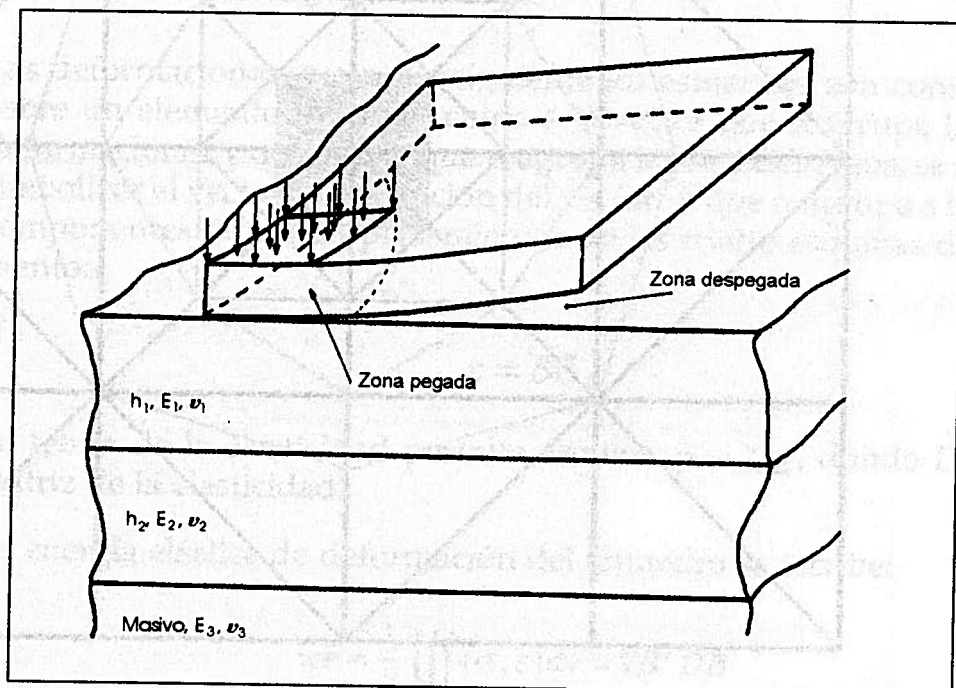 Zona despegada
Zona pegada
h₁, E₁, υ₁
h₂, E₂, υ₂
Masivo, E₃, υ₃